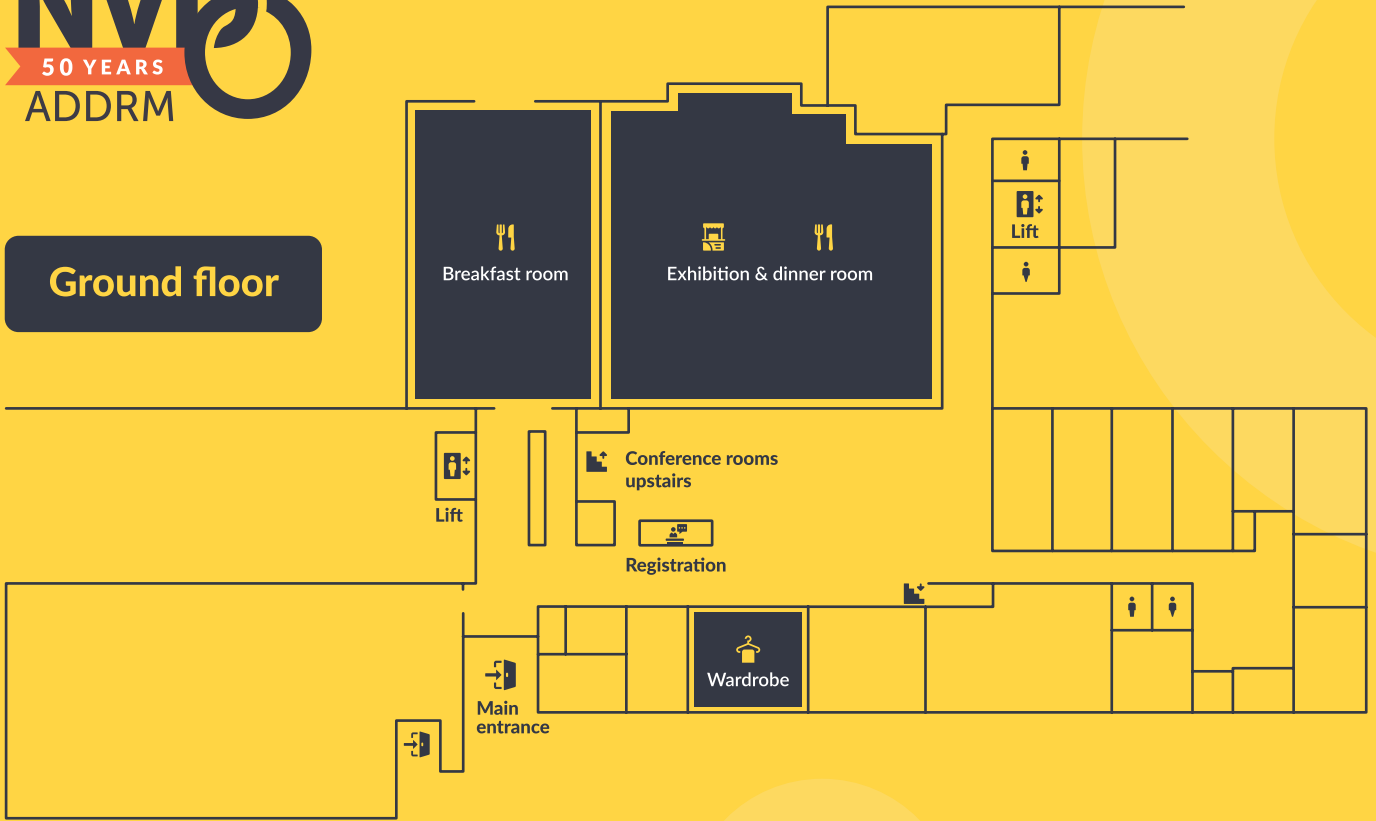 50 YEARS
ADDRM
Ground floor
Breakfast room
Exhibition & dinner room
Lift
Conference rooms
upstairs
Lift
Registration
Wardrobe
Main
entrance